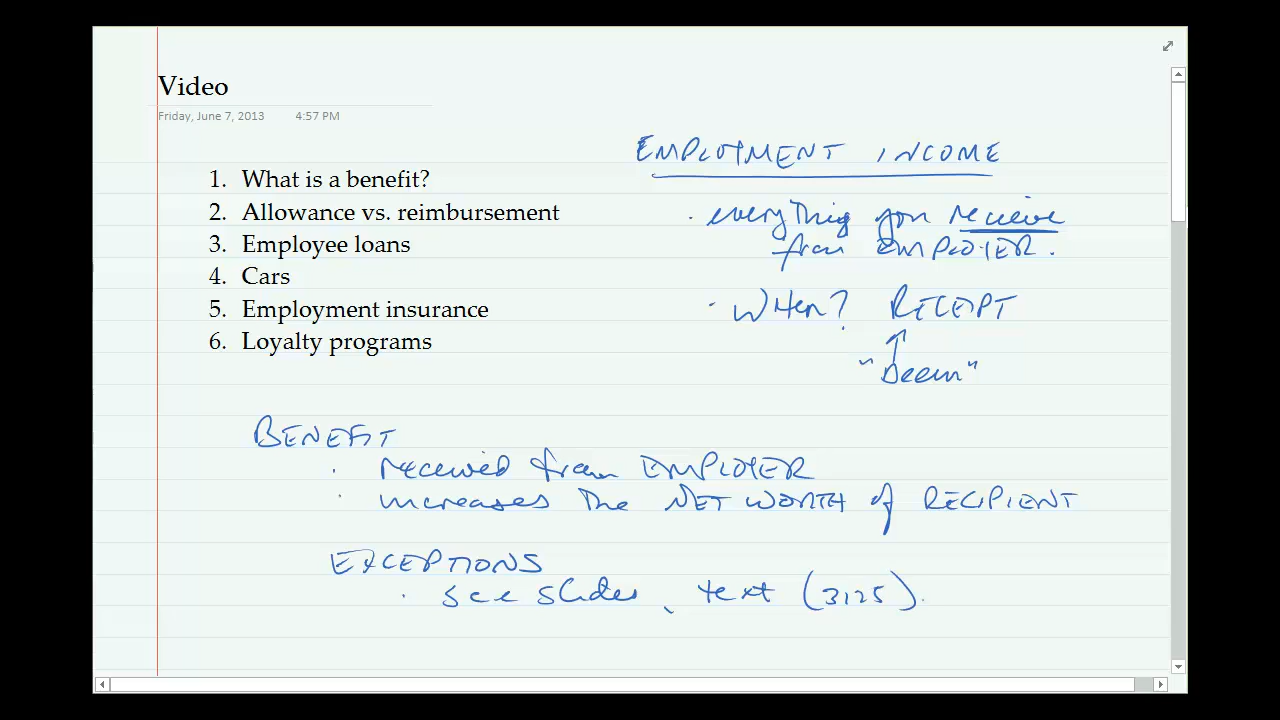 Video
Friday, June 7, 2013 4:57 PM
EMPLOYMENT INCOME
1. What is a benefit?
2. Allowance vs. reimbursement
3. Employee loans
4. Cars
5. Employment insurance
6. Loyalty programs
· everything you receive
from EMPLOYER.
· WHEN? RECEIPT
"Deem"
BENEFIT
· received from EMPLOYER
· increases the NET WORTH of RECIPIENT
EXCEPTIONS
· see slides, text (3125).